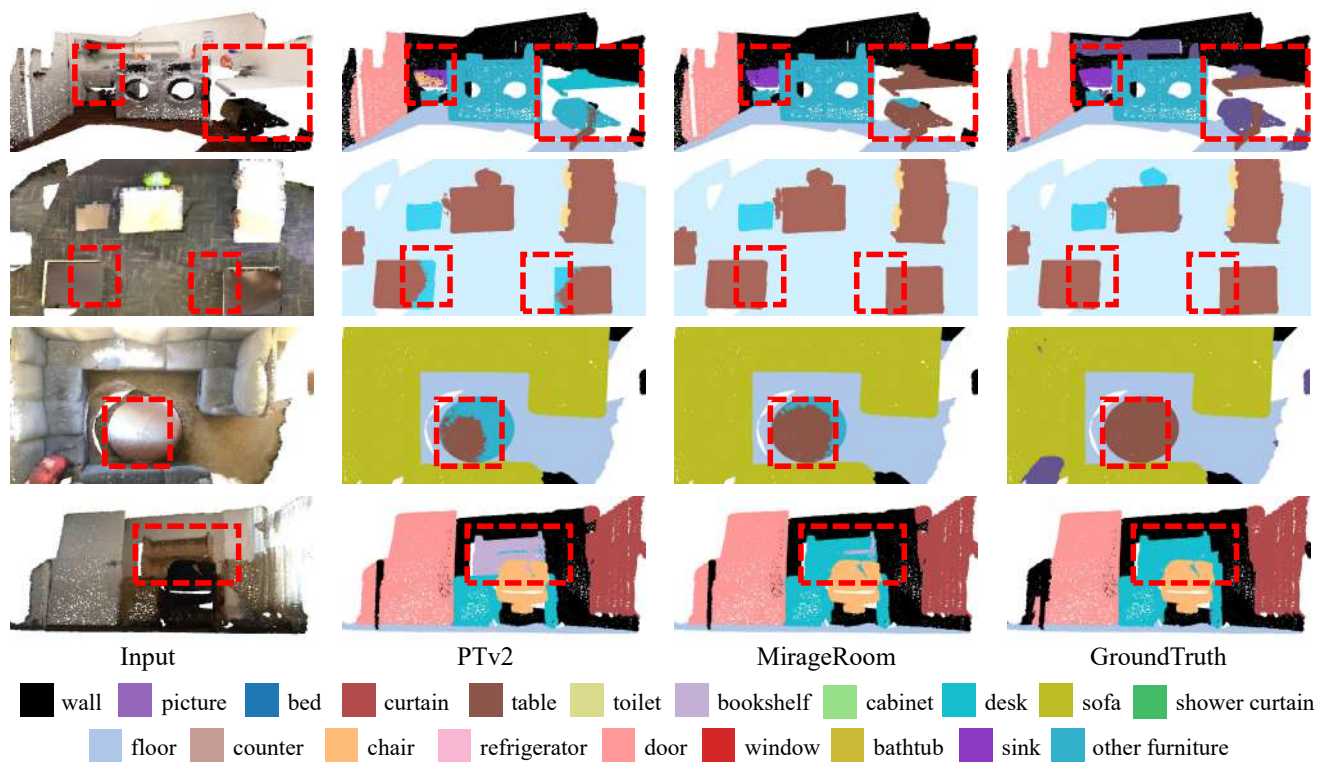 Input PTv2 MirageRoom GroundTruth
wall picture bed curtain table toilet bookshelf cabinet desk sofa shower curtain
floor counter chair refrigerator door window bathtub sink other furniture